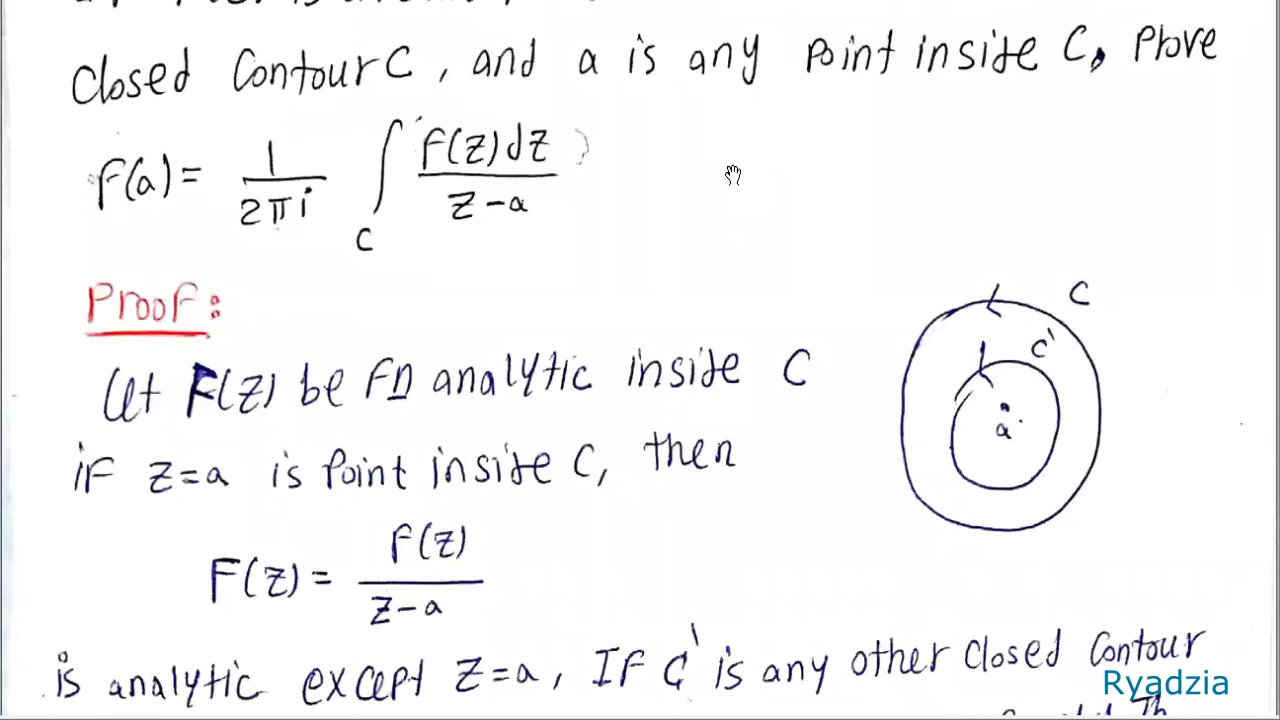 closed contour C, and a is any point inside C, Prove
f(a) = 1/2πi ∫C f(z)dz/z-a
Proof:
let F(z) be Fn analytic inside C
if z=a is point inside C, then
F(z) = f(z)/z-a
is analytic except z=a, If C' is any other closed contour
C
C'
a
Ryadzia